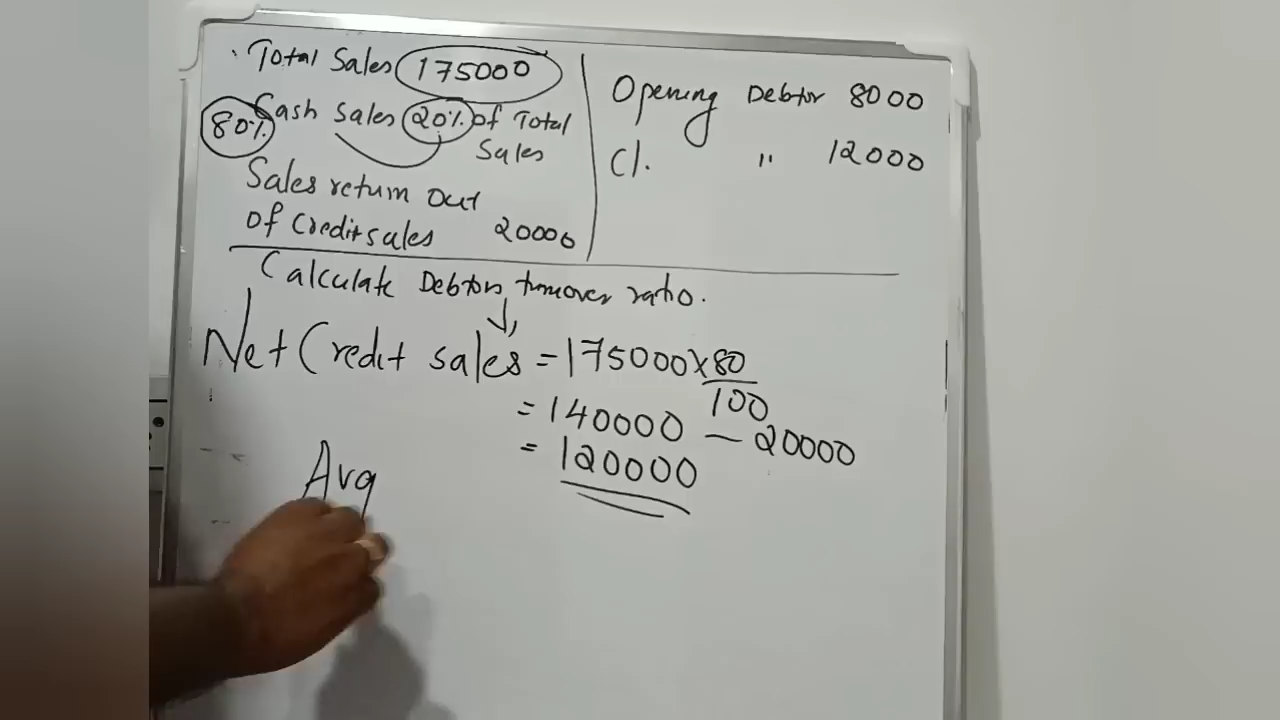 Total Sales 175000
80% Cash Sales 20% of Total
Sales
Sales return Out
of Credit sales 20000
Opening Debtor 8000
Cl. " 12000
Calculate Debtors turnover ratio.
Net Credit sales = 175000 x 80
100
= 140000 - 20000
= 120000
Avg